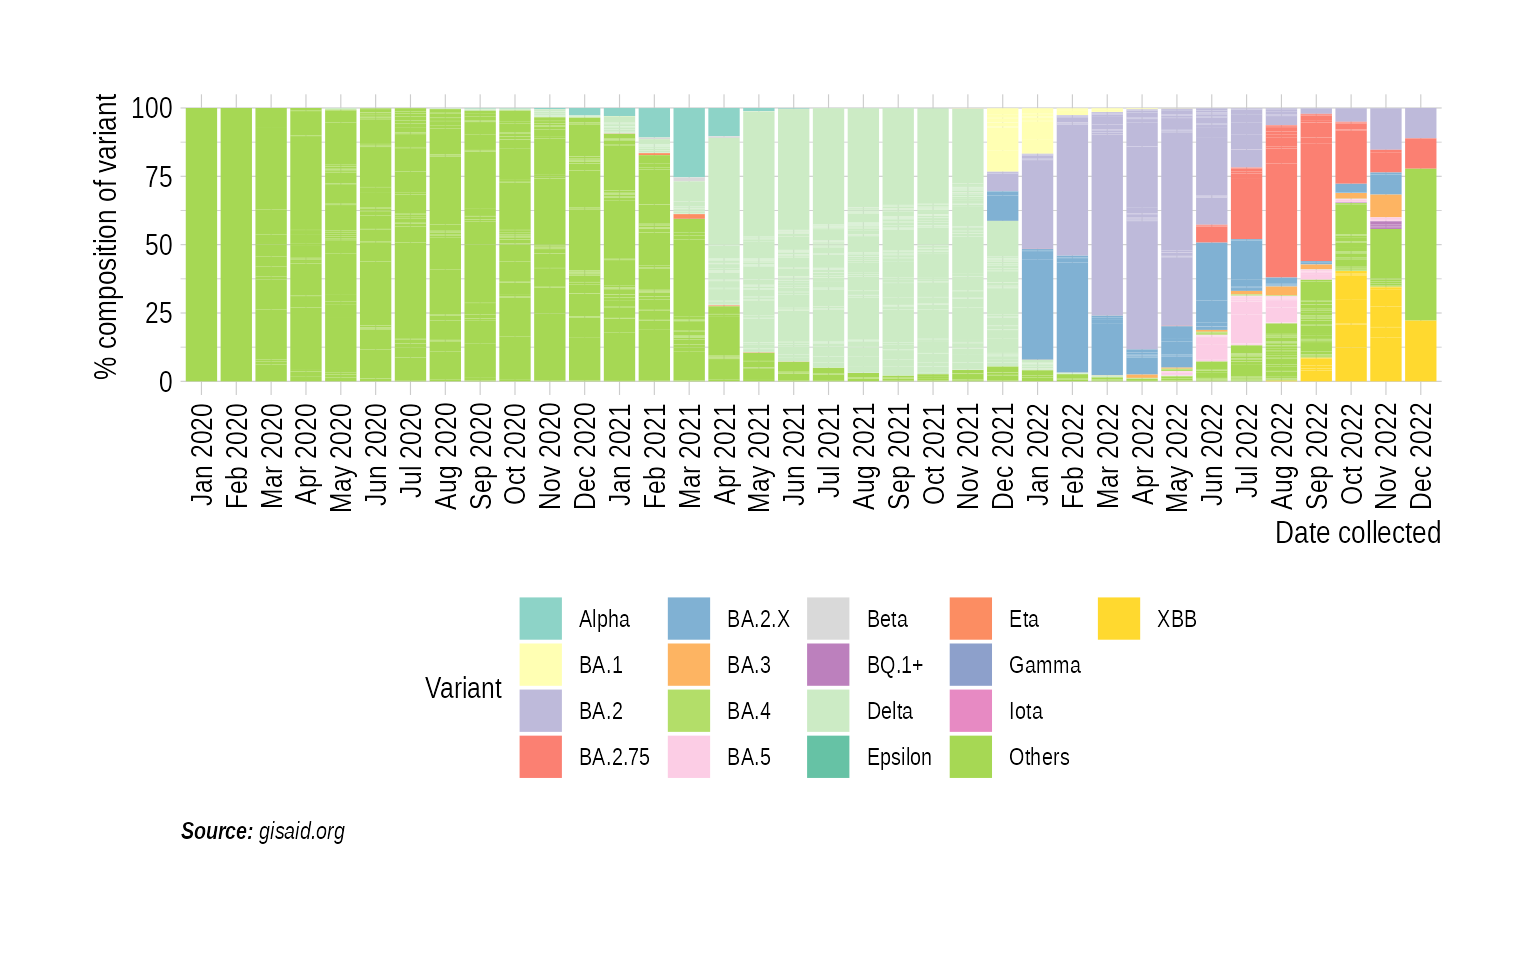 % composition of variant
100
75
50
25
0
Jan 2020
Feb 2020
Mar 2020
Apr 2020
May 2020
Jun 2020
Jul 2020
Aug 2020
Sep 2020
Oct 2020
Nov 2020
Dec 2020
Jan 2021
Feb 2021
Mar 2021
Apr 2021
May 2021
Jun 2021
Jul 2021
Aug 2021
Sep 2021
Oct 2021
Nov 2021
Dec 2021
Jan 2022
Feb 2022
Mar 2022
Apr 2022
May 2022
Jun 2022
Jul 2022
Aug 2022
Sep 2022
Oct 2022
Nov 2022
Dec 2022
Date collected
Variant
Alpha
BA.1
BA.2
BA.2.75
BA.2.X
BA.3
BA.4
BA.5
Beta
BQ.1+
Delta
Epsilon
Eta
Gamma
Iota
Others
XBB
Source: gisaid.org